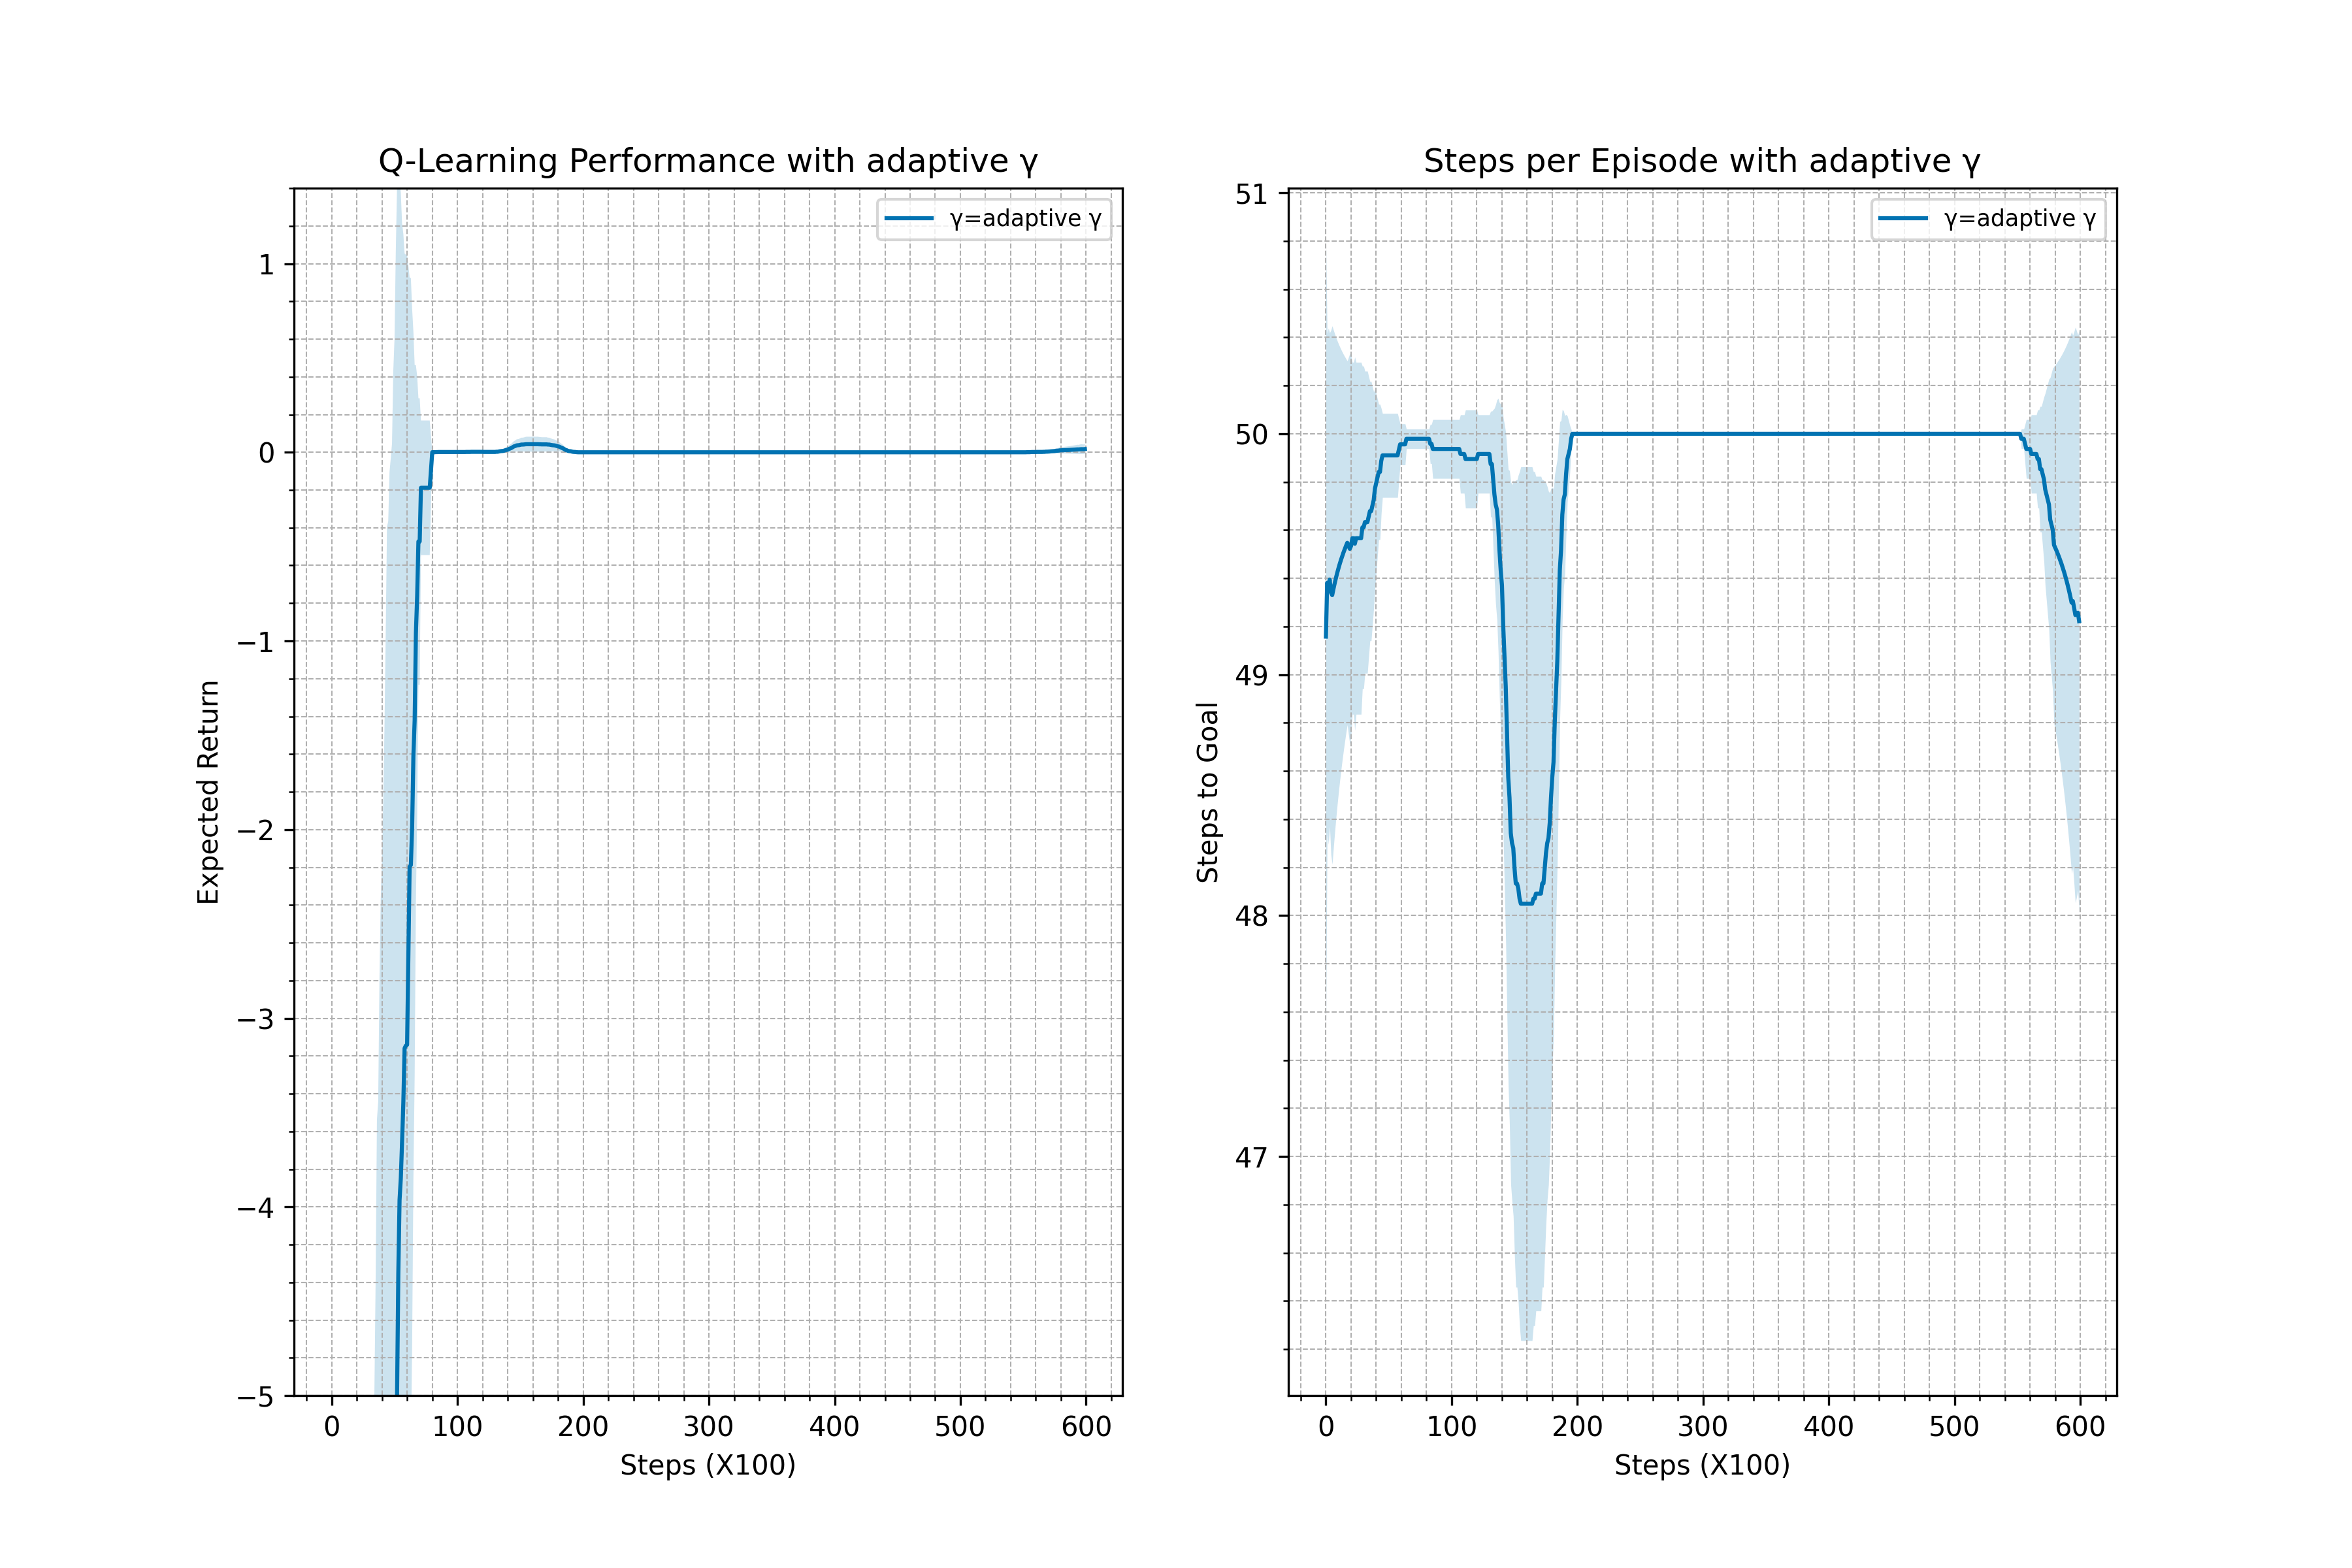 Q-Learning Performance with adaptive γ
γ=adaptive γ
1
0
−1
−2
−3
−4
−5
Expected Return
0 100 200 300 400 500 600
Steps (X100)
Steps per Episode with adaptive γ
γ=adaptive γ
51
50
49
48
47
Steps to Goal
0 100 200 300 400 500 600
Steps (X100)